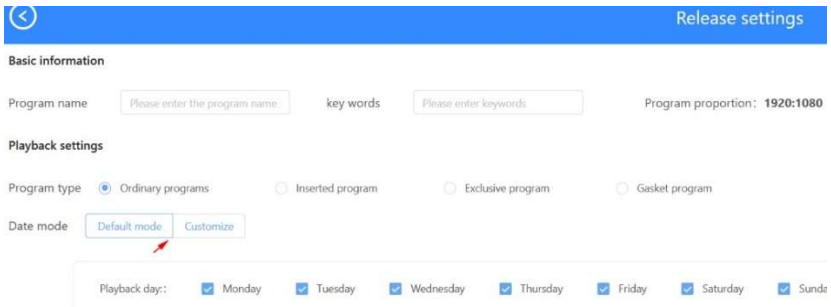 Release settings
Basic information
Program name Please enter the program name key words Please enter keywords Program proportion: 1920:1080
Playback settings
Program type Ordinary programs Inserted program Exclusive program Gasket program
Date mode Default mode Customize
Playback day:: Monday Tuesday Wednesday Thursday Friday Saturday Sunda